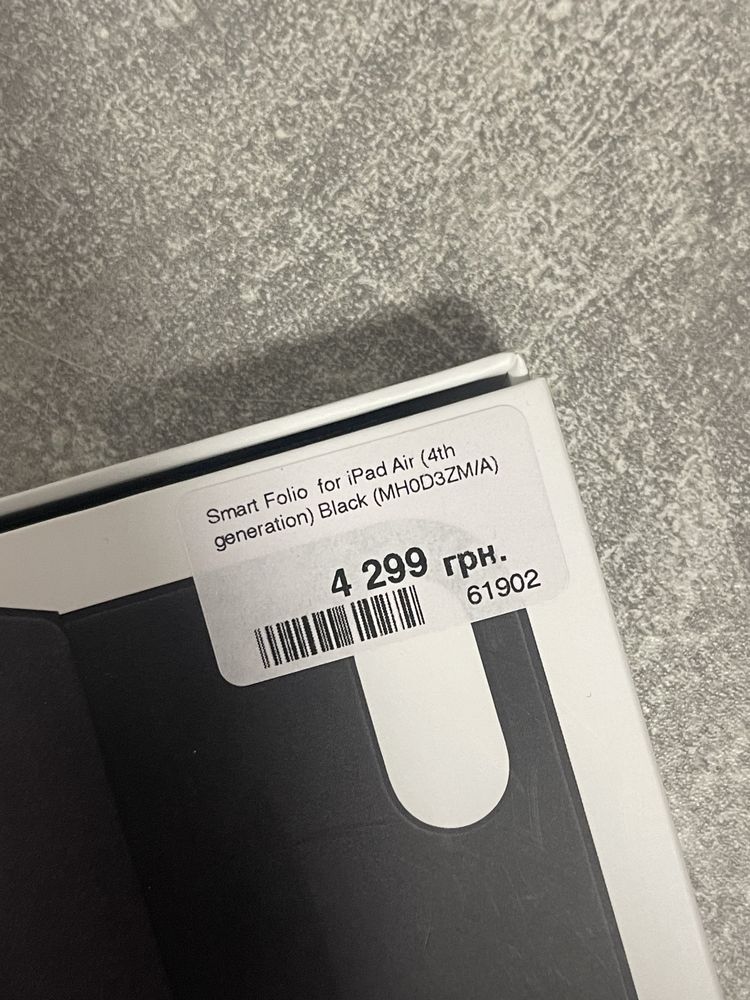 Smart Folio for iPad Air (4th
generation) Black (MH0D3ZM/A)
4 299 грн.
61902